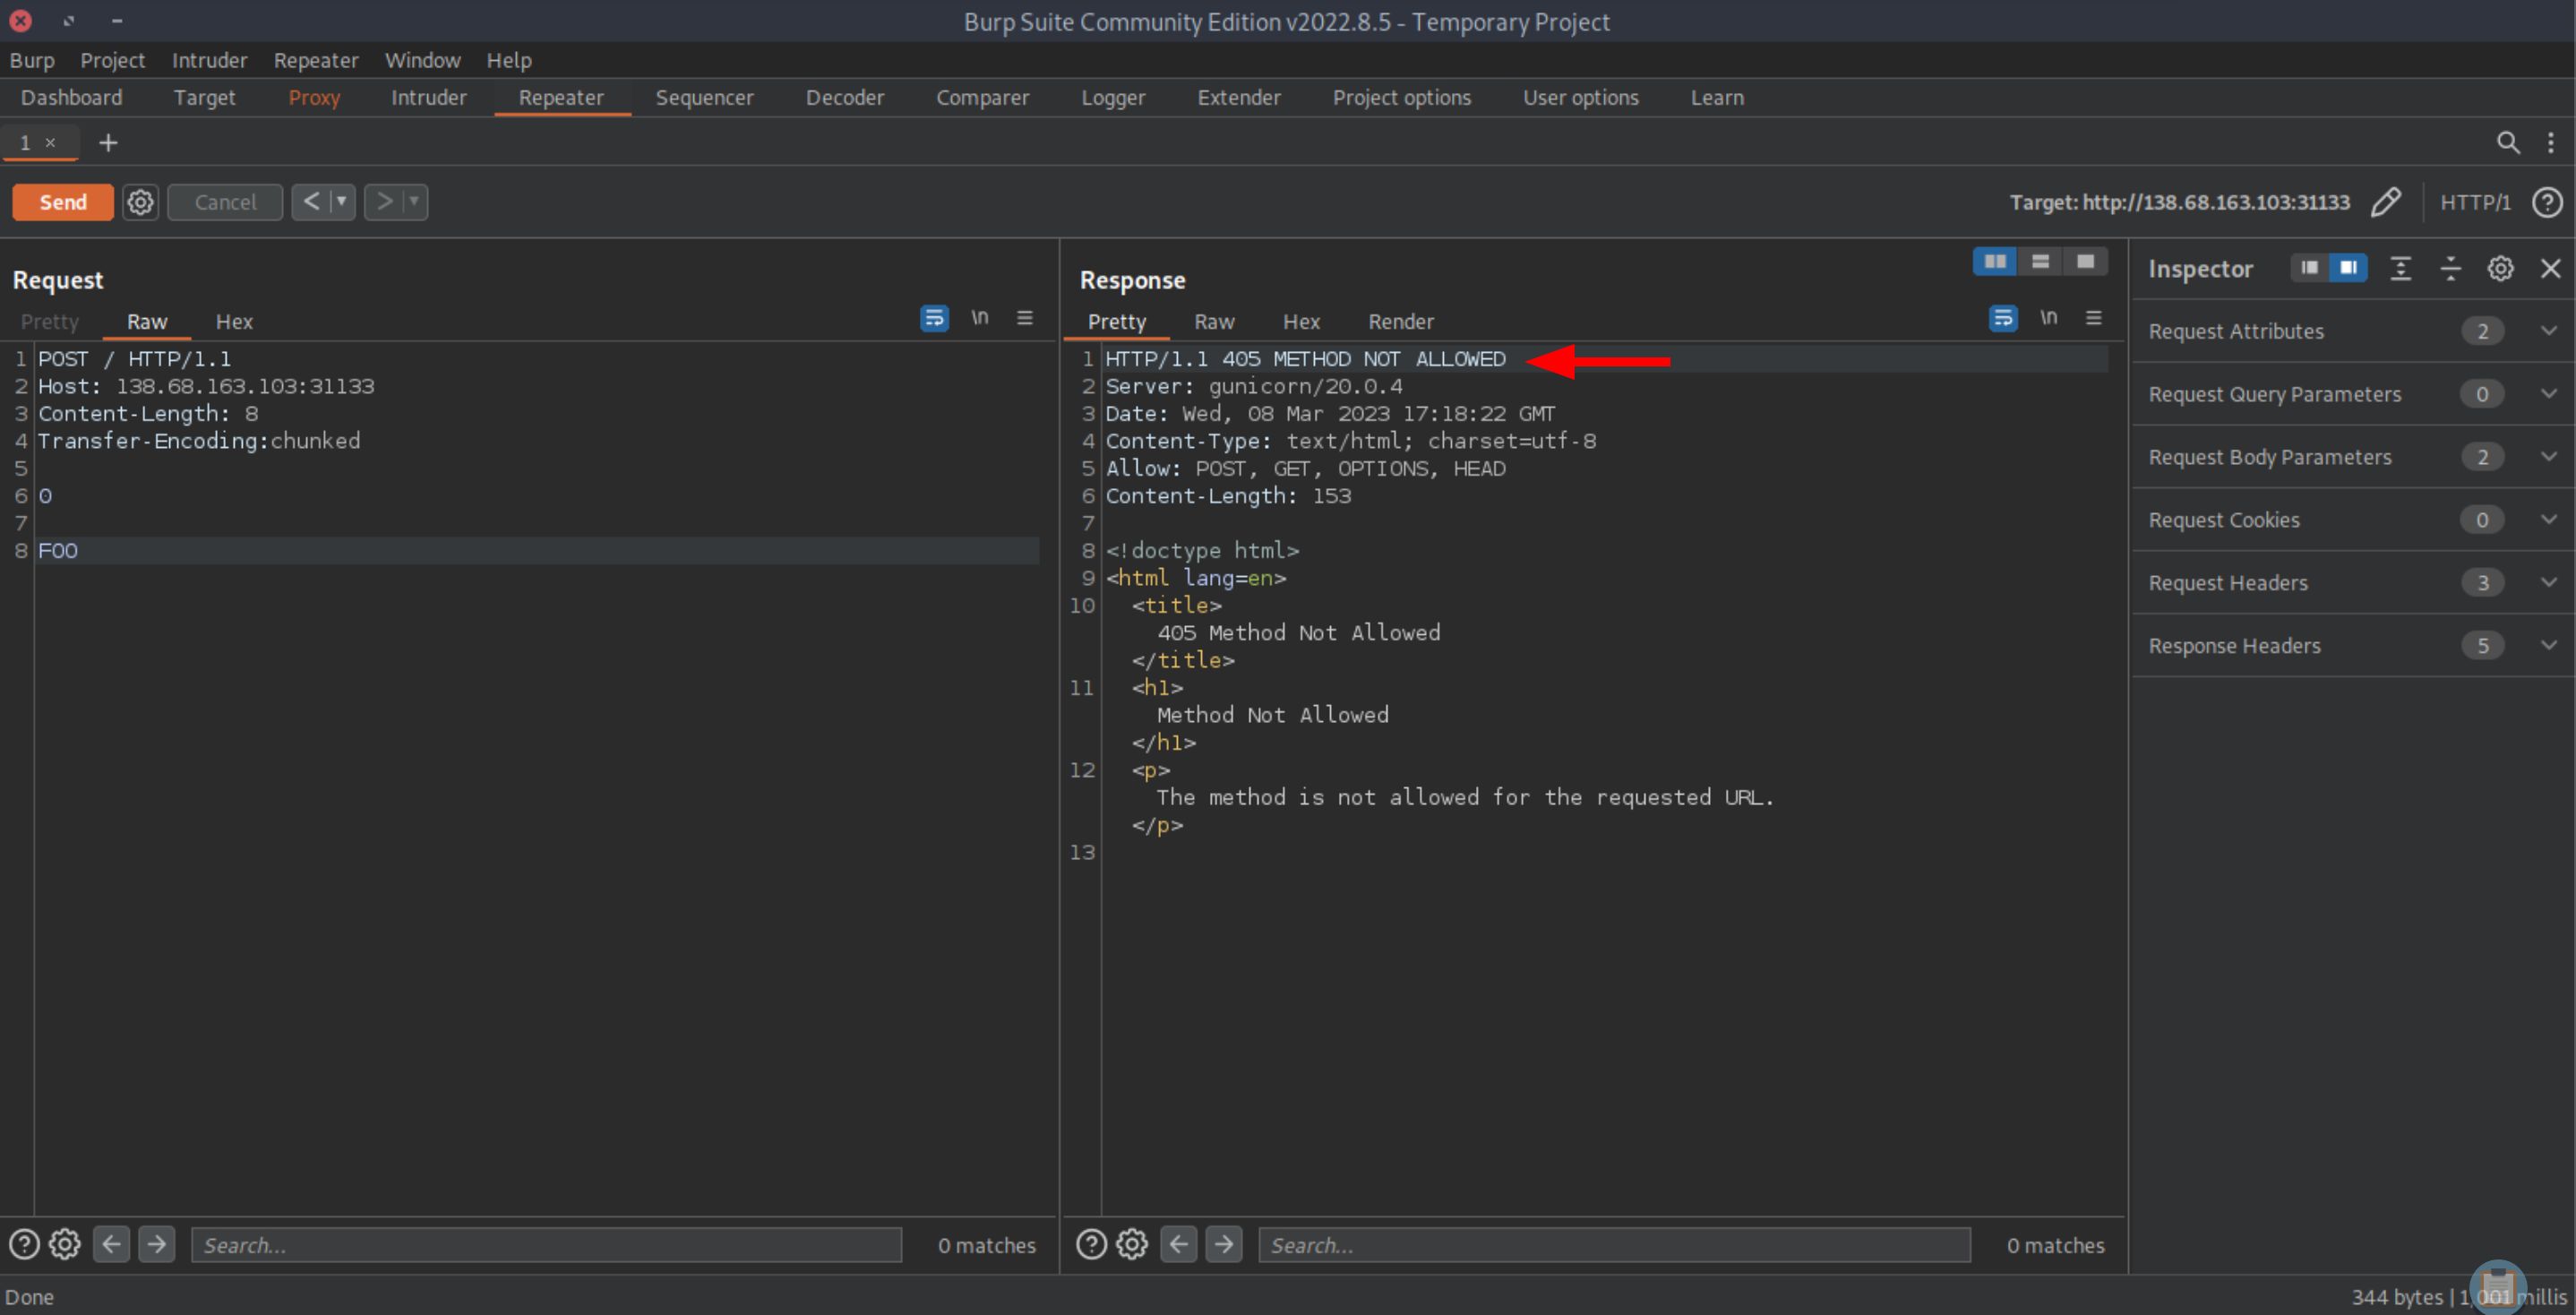 Burp Suite Community Edition v2022.8.5 - Temporary Project
Burp Project Intruder Repeater Window Help
Dashboard Target Proxy Intruder Repeater Sequencer Decoder Comparer Logger Extender Project options User options Learn
1 × +
Send Cancel < > Target: http://138.68.163.103:31133 HTTP/1 ?
Request
Pretty Raw Hex \n
1 POST / HTTP/1.1
2 Host: 138.68.163.103:31133
3 Content-Length: 8
4 Transfer-Encoding:chunked
5
6 0
7
8 FOO
? Search... 0 matches
Response
Pretty Raw Hex Render \n
1 HTTP/1.1 405 METHOD NOT ALLOWED
2 Server: gunicorn/20.0.4
3 Date: Wed, 08 Mar 2023 17:18:22 GMT
4 Content-Type: text/html; charset=utf-8
5 Allow: POST, GET, OPTIONS, HEAD
6 Content-Length: 153
7
8 <!doctype html>
9 <html lang=en>
10 <title>
405 Method Not Allowed
</title>
11 <h1>
Method Not Allowed
</h1>
12 <p>
The method is not allowed for the requested URL.
</p>
13
? Search... 0 matches
Inspector
Request Attributes 2
Request Query Parameters 0
Request Body Parameters 2
Request Cookies 0
Request Headers 3
Response Headers 5
Done
344 bytes | 1,001 millis